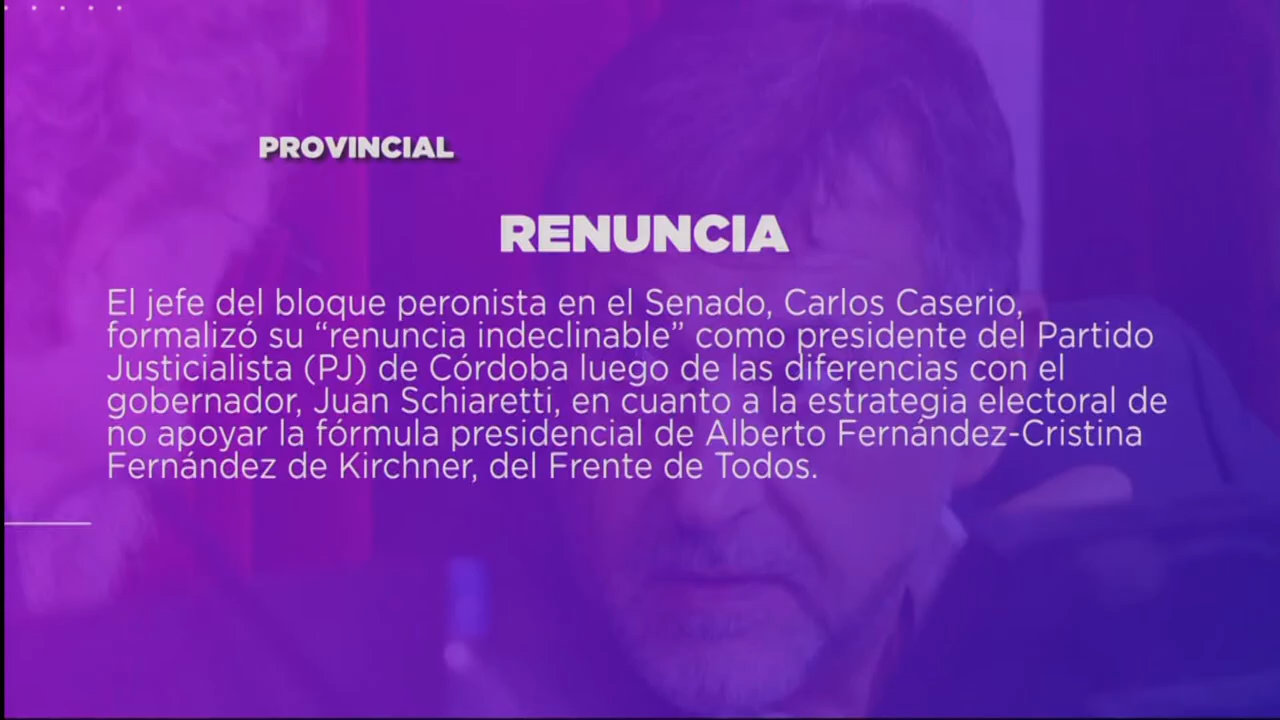 PROVINCIAL
RENUNCIA
El jefe del bloque peronista en el Senado, Carlos Caserio,
formalizó su “renuncia indeclinable” como presidente del Partido
Justicialista (PJ) de Córdoba luego de las diferencias con el
gobernador, Juan Schiaretti, en cuanto a la estrategia electoral de
no apoyar la fórmula presidencial de Alberto Fernández-Cristina
Fernández de Kirchner, del Frente de Todos.